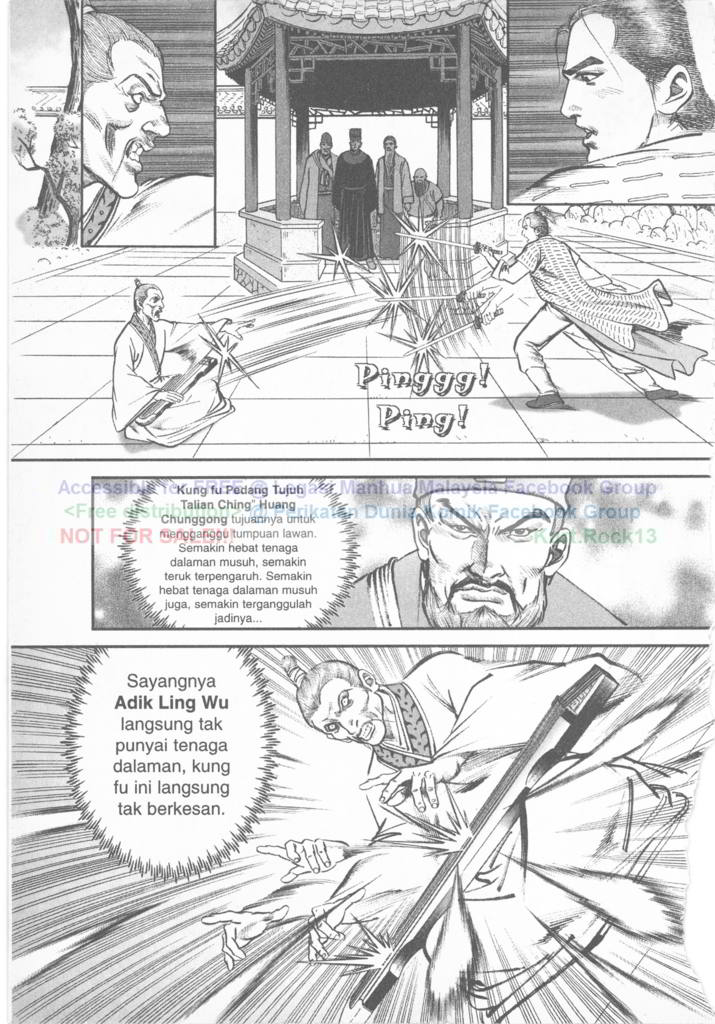 Pinggg!
Ping!
Accessible for FREE @ Legasi Manhua Malaysia Facebook Group
<Free distribution> @ Perikatan Dunia Komik Facebook Group
NOT FOR SALE!!!
Rock13
"Kung fu Pedang Tujuh
Talian Ching" Huang
Chunggong tujuannya untuk
mengganggu tumpuan lawan.
Semakin hebat tenaga
dalaman musuh, semakin
teruk terpengaruh. Semakin
hebat tenaga dalaman musuh
juga, semakin terganggulah
jadinya...
Sayangnya
Adik Ling Wu
langsung tak
punyai tenaga
dalaman, kung
fu ini langsung
tak berkesan.